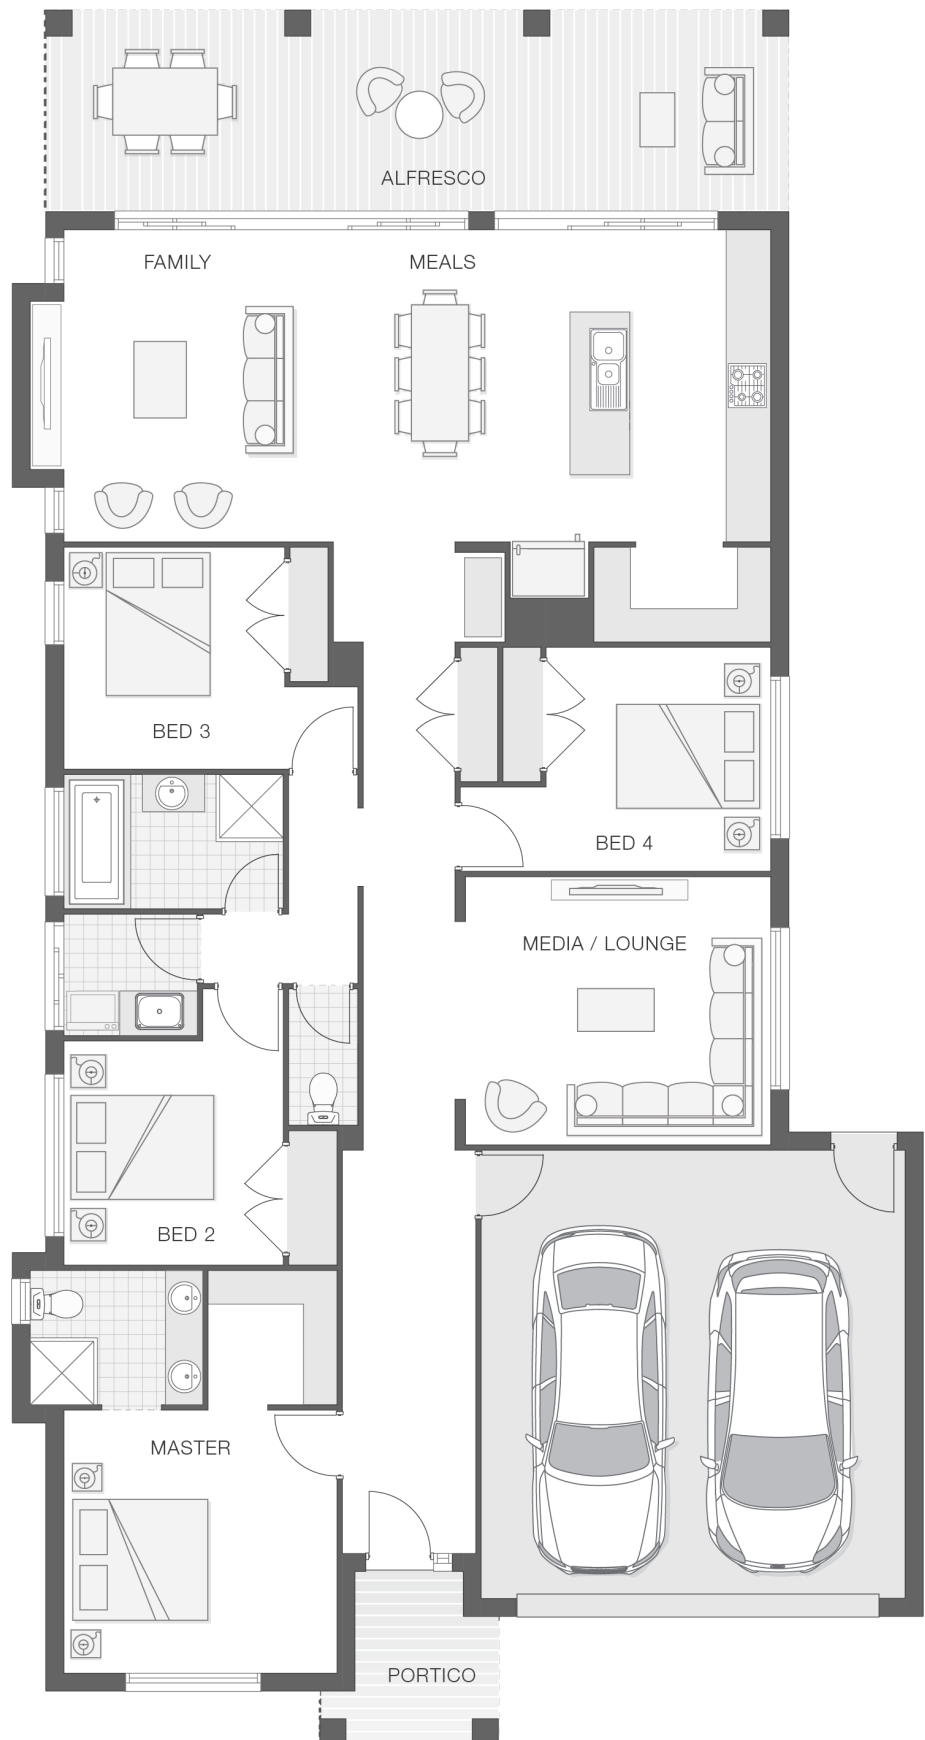 ALFRESCO
FAMILY
MEALS
BED 3
BED 4
MEDIA / LOUNGE
BED 2
MASTER
PORTICO